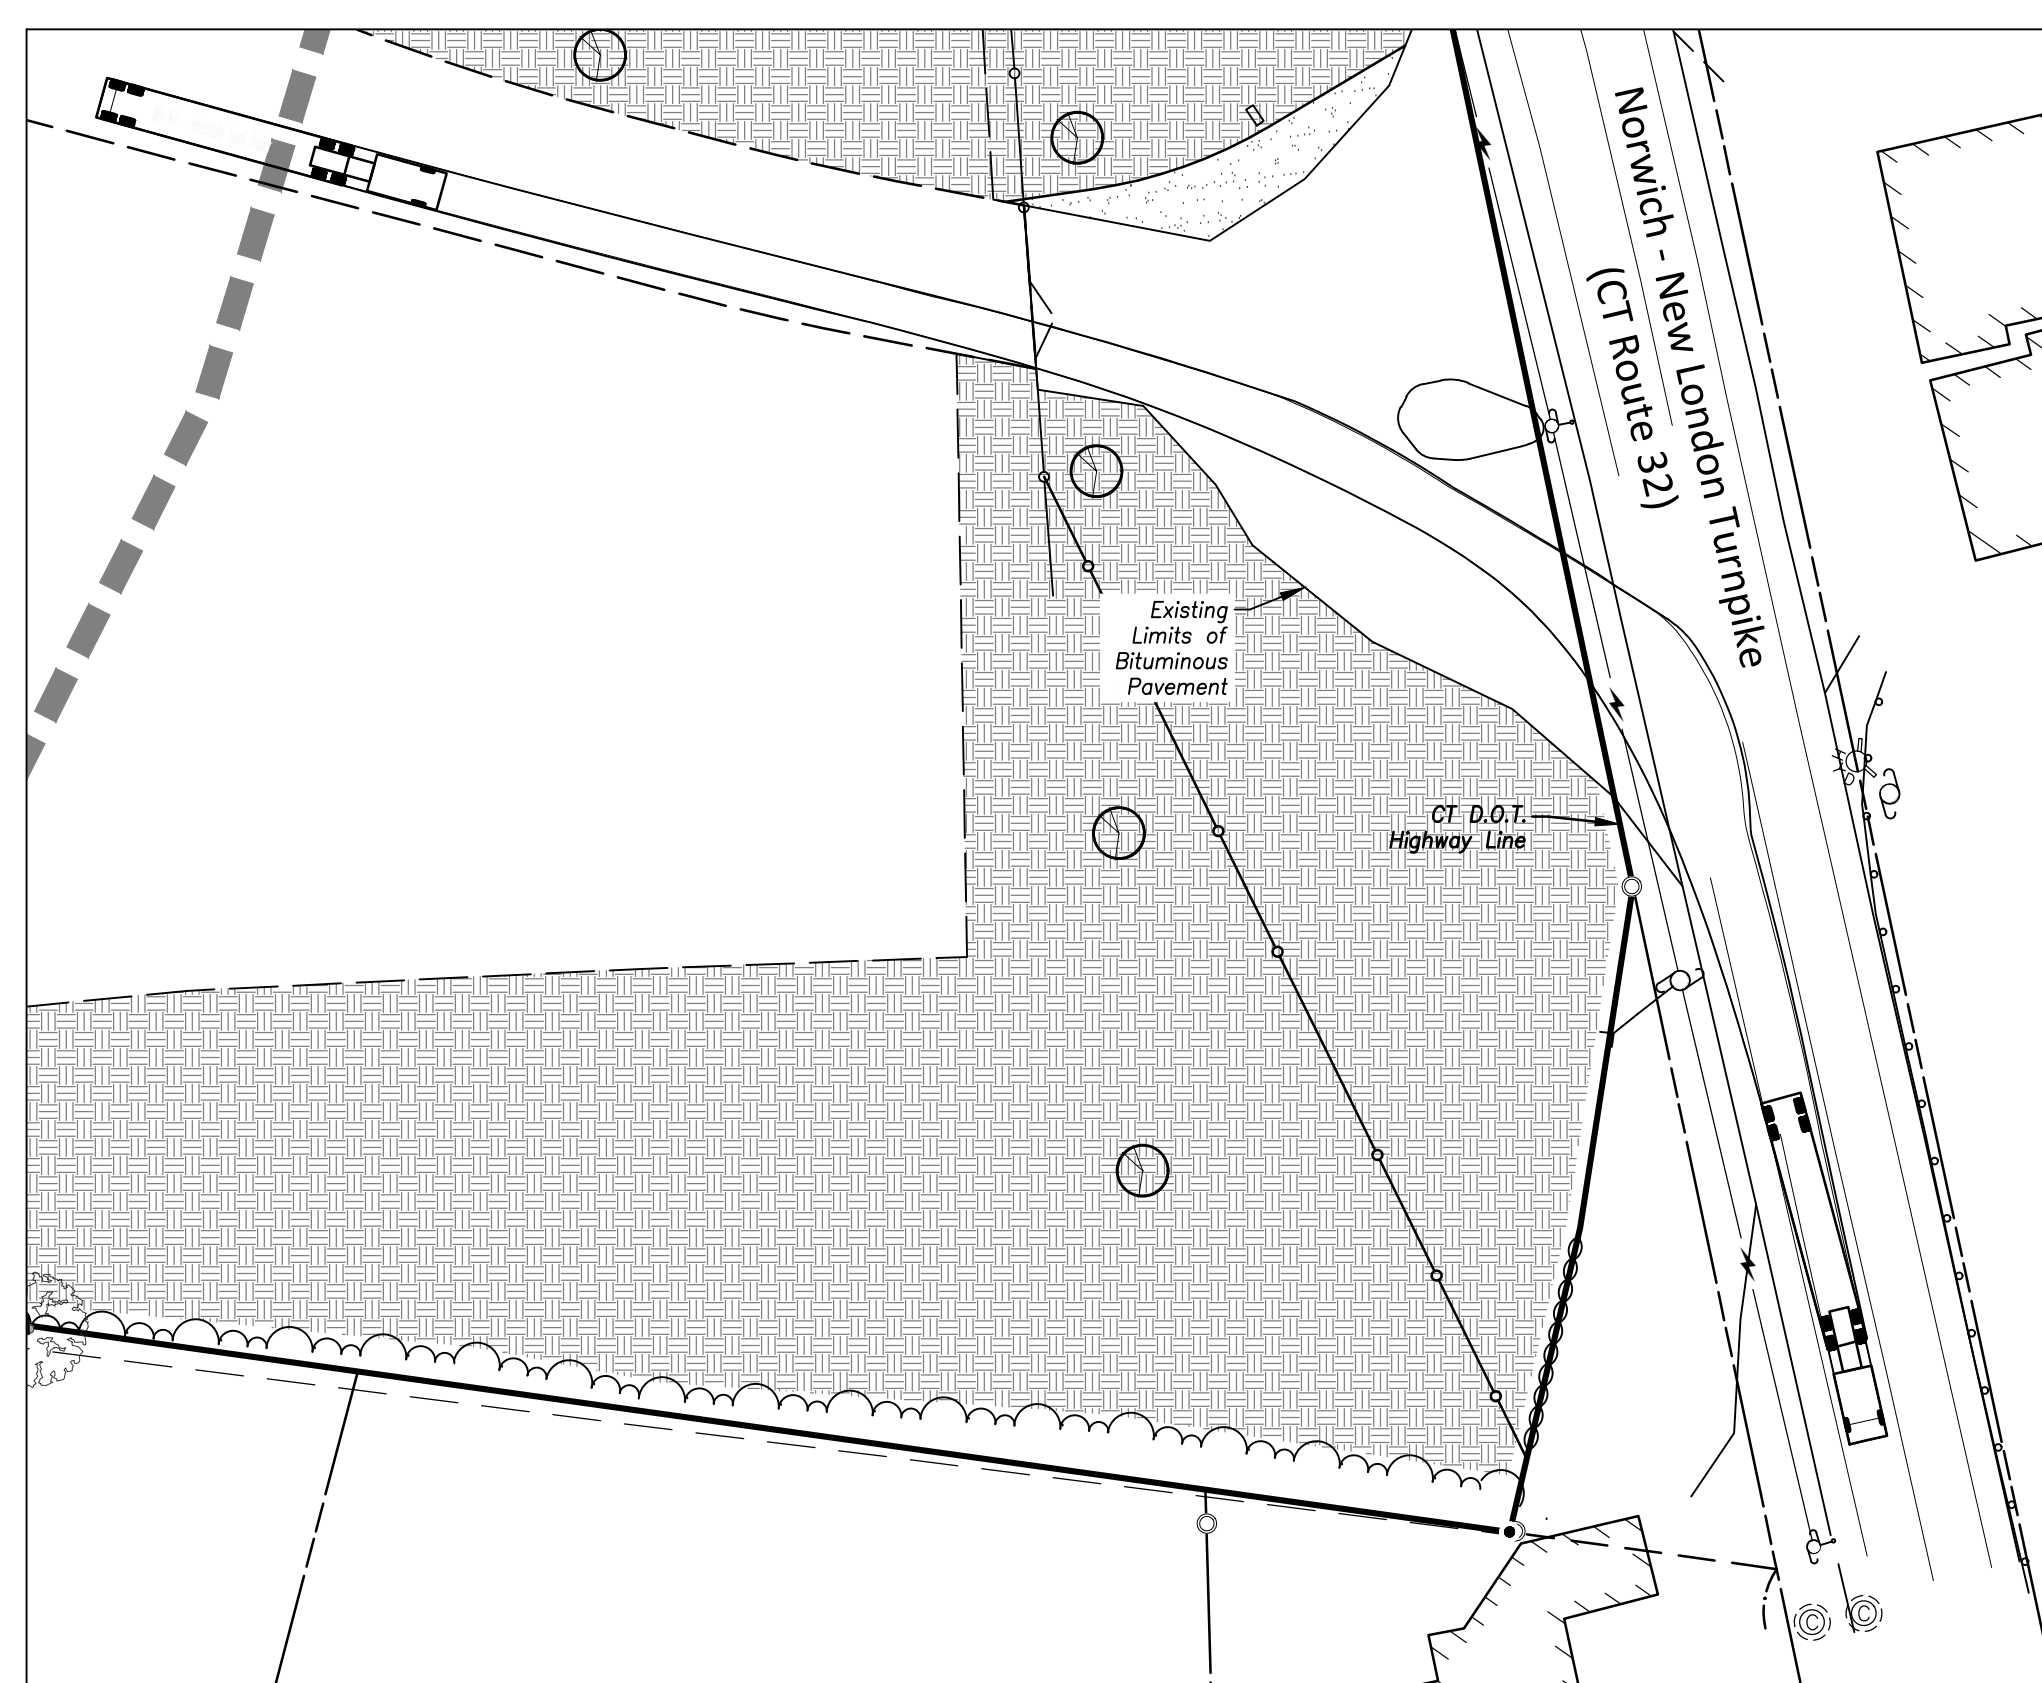 Norwich - New London Turnpike
(CT Route 32)
Existing
Limits of
Bituminous
Pavement
CT D.O.T.
Highway Line
© ©